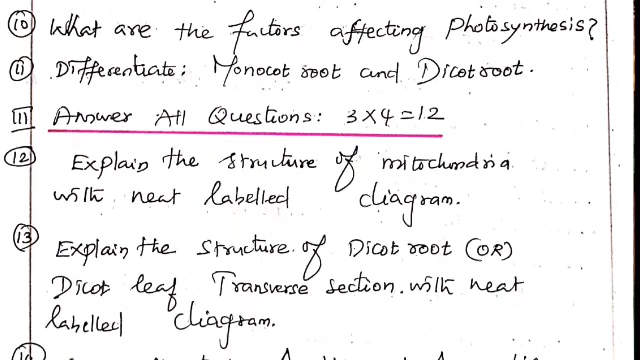 (10) What are the factors affecting Photosynthesis?
(11) Differentiate: Monocot root and Dicot root.
III Answer All Questions: 3 x 4 = 12
(12) Explain the structure of mitochondria
with neat labelled diagram.
(13) Explain the structure of Dicot root (OR)
Dicot leaf Transverse section. with neat
labelled diagram.